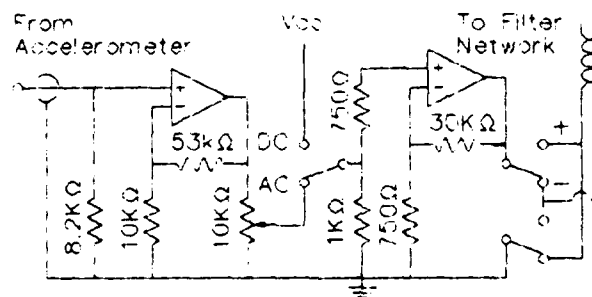 From
Accelerometer
Vcc
To Filter
Network
+
−
53kΩ
DC
AC
750Ω
+
−
30KΩ
+
−
8.2KΩ
10KΩ
10KΩ
1KΩ
750Ω